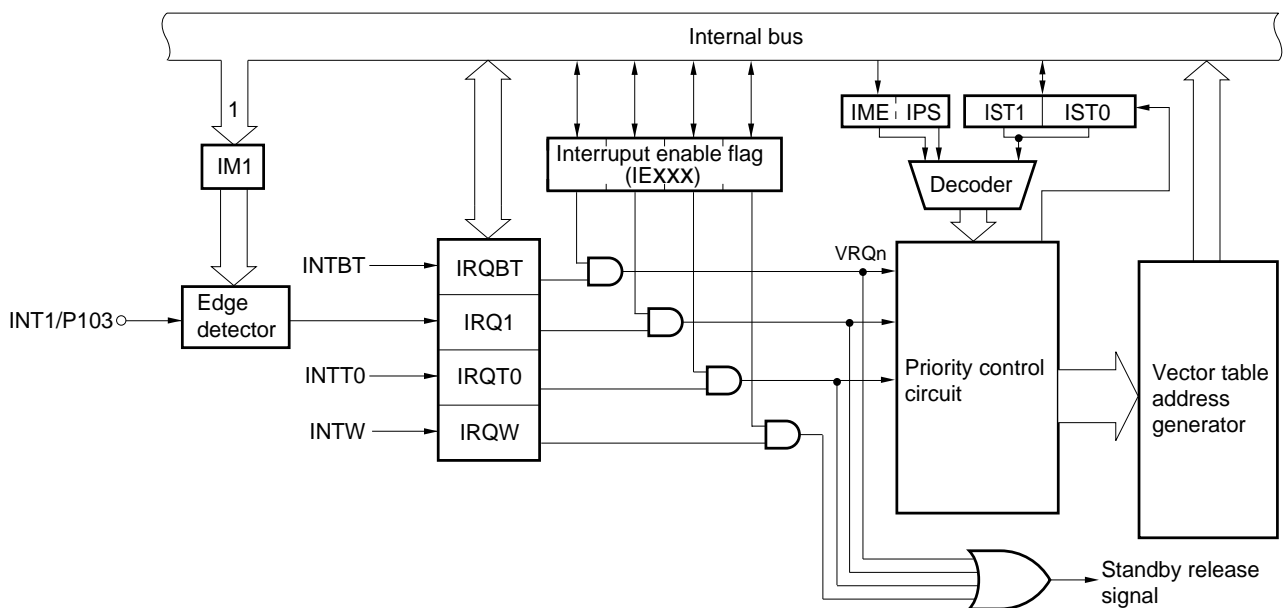 Internal bus
1
IME IPS
IST1 IST0
IM1
Interruput enable flag
(IEXXX)
Decoder
VRQn
INTBT
IRQBT
INT1/P103
Edge
detector
IRQ1
INTT0
IRQT0
INTW
IRQW
Priority control
circuit
Vector table
address
generator
Standby release
signal